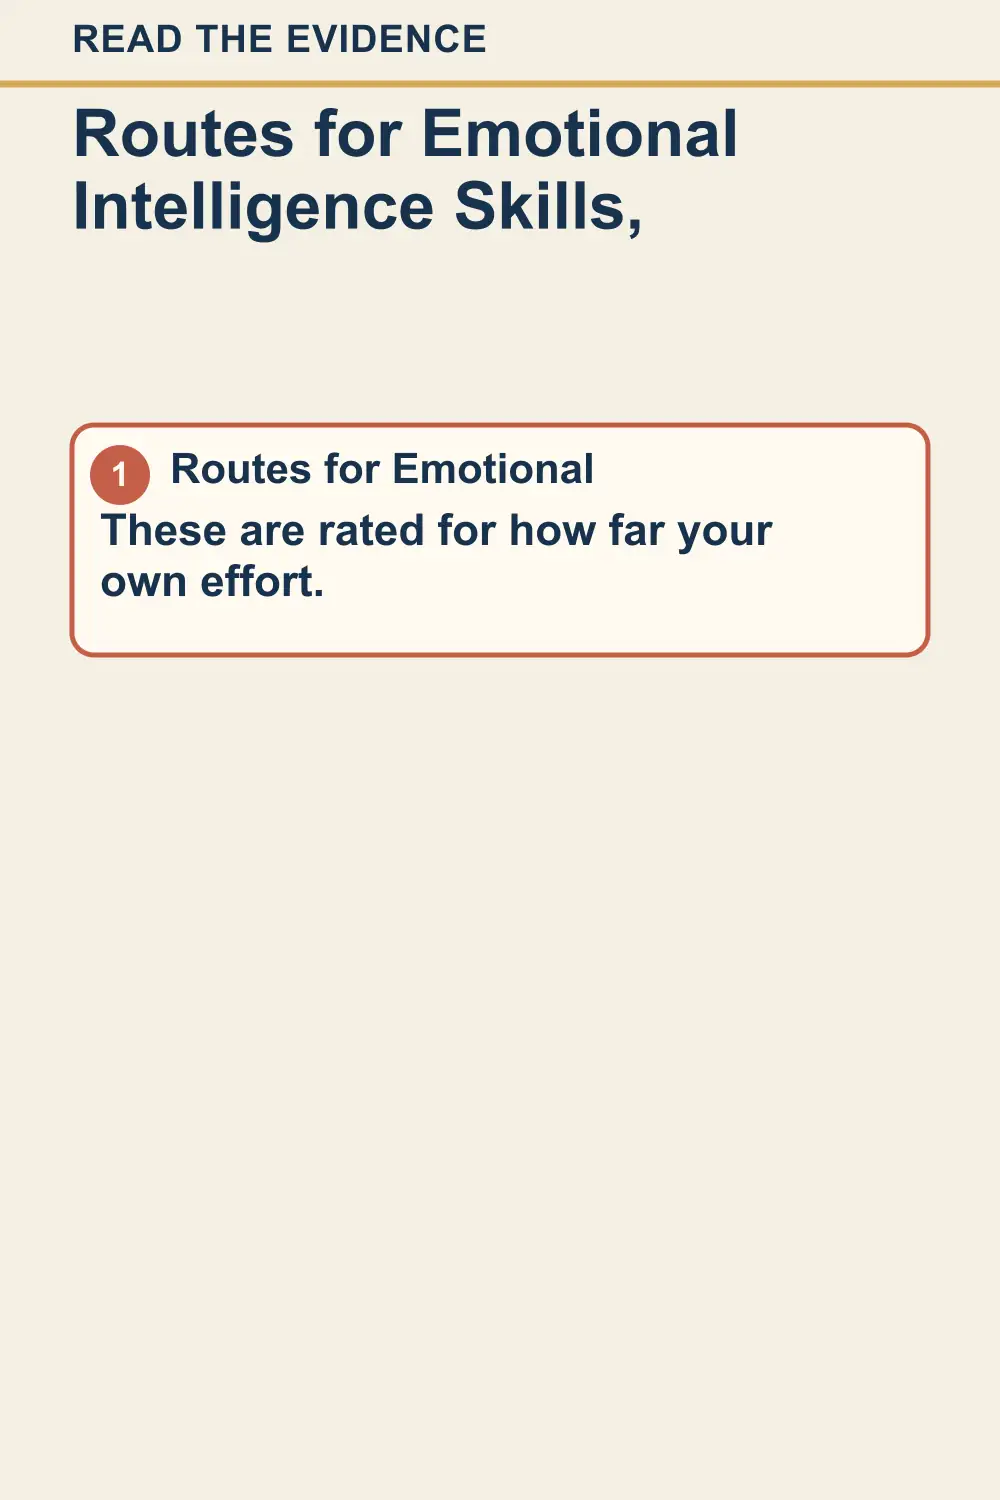 READ THE EVIDENCE
Routes for Emotional
Intelligence Skills,
1 Routes for Emotional
These are rated for how far your
own effort.